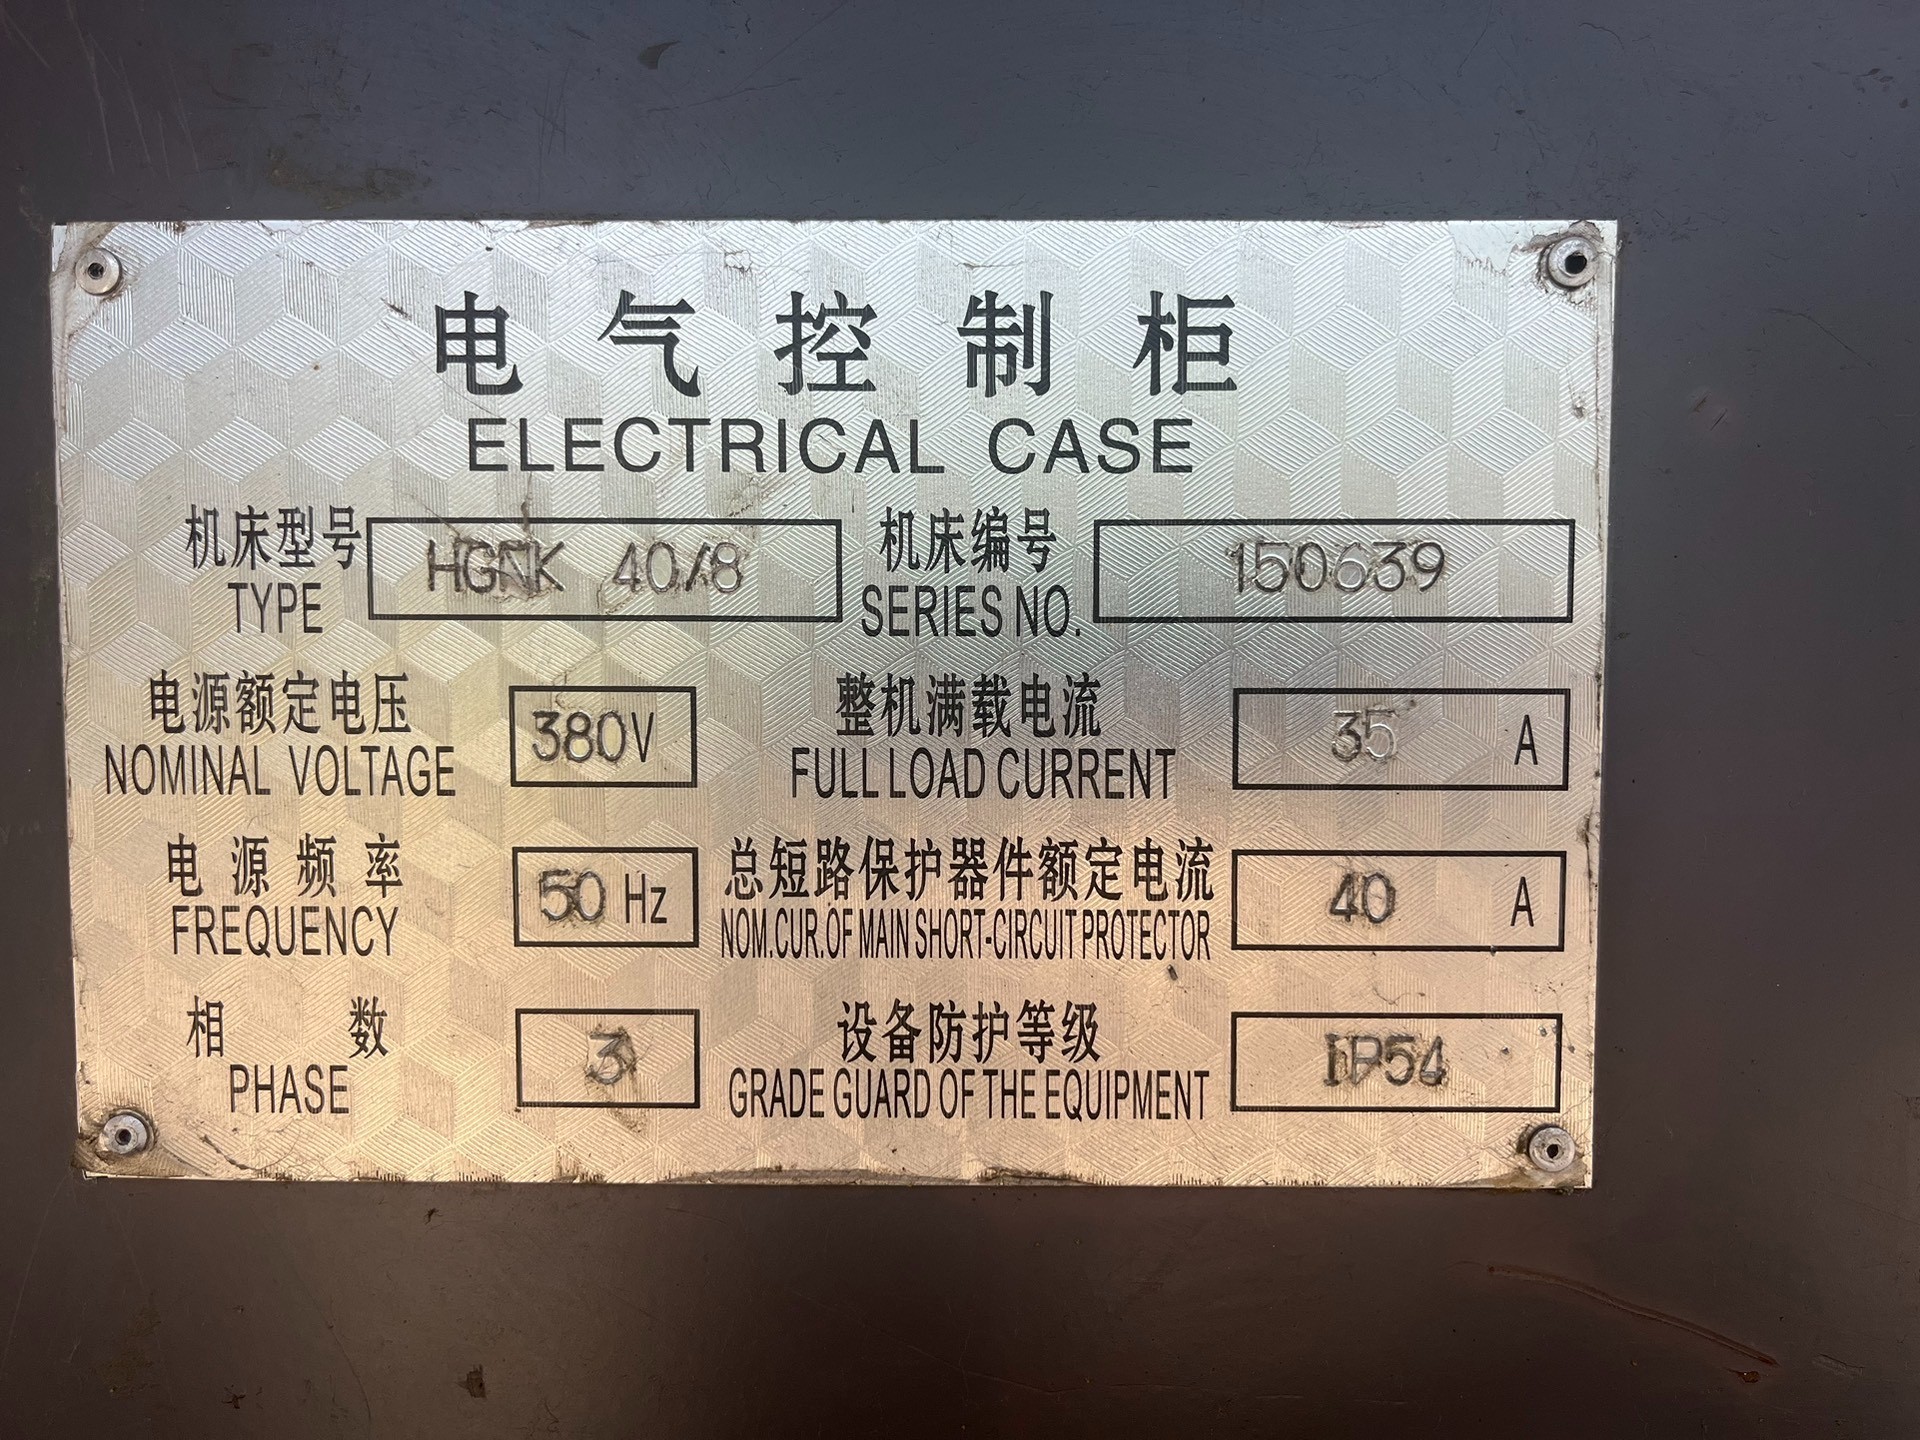 电气控制柜
ELECTRICAL CASE
机床型号 HGNK 40/8 机床编号 150639
TYPE SERIES NO.
电源额定电压 380V 整机满载电流 35 A
NOMINAL VOLTAGE FULL LOAD CURRENT
电源频率 50 Hz 总短路保护器件额定电流 40 A
FREQUENCY NOM.CUR.OF MAIN SHORT-CIRCUIT PROTECTOR
相数 3 设备防护等级 IP54
PHASE GRADE GUARD OF THE EQUIPMENT